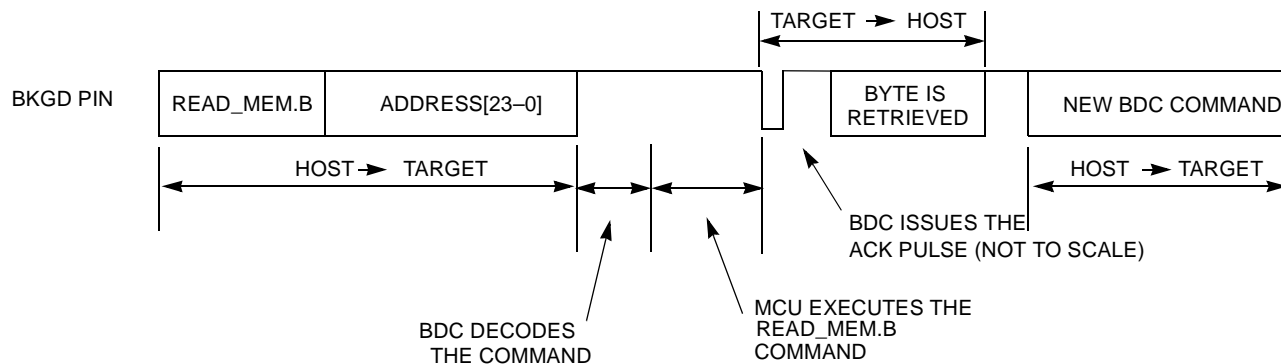 TARGET → HOST
BKGD PIN
READ_MEM.B
ADDRESS[23–0]
BYTE IS
RETRIEVED
NEW BDC COMMAND
HOST → TARGET
HOST → TARGET
BDC ISSUES THE
ACK PULSE (NOT TO SCALE)
BDC DECODES
THE COMMAND
MCU EXECUTES THE
READ_MEM.B
COMMAND